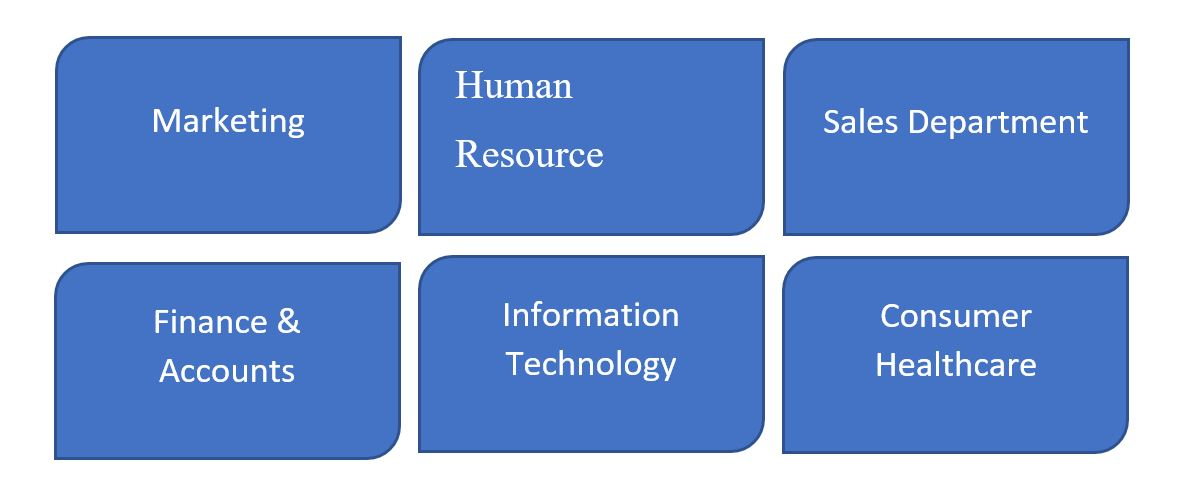 Marketing
Human
Resource
Sales Department
Finance &
Accounts
Information
Technology
Consumer
Healthcare